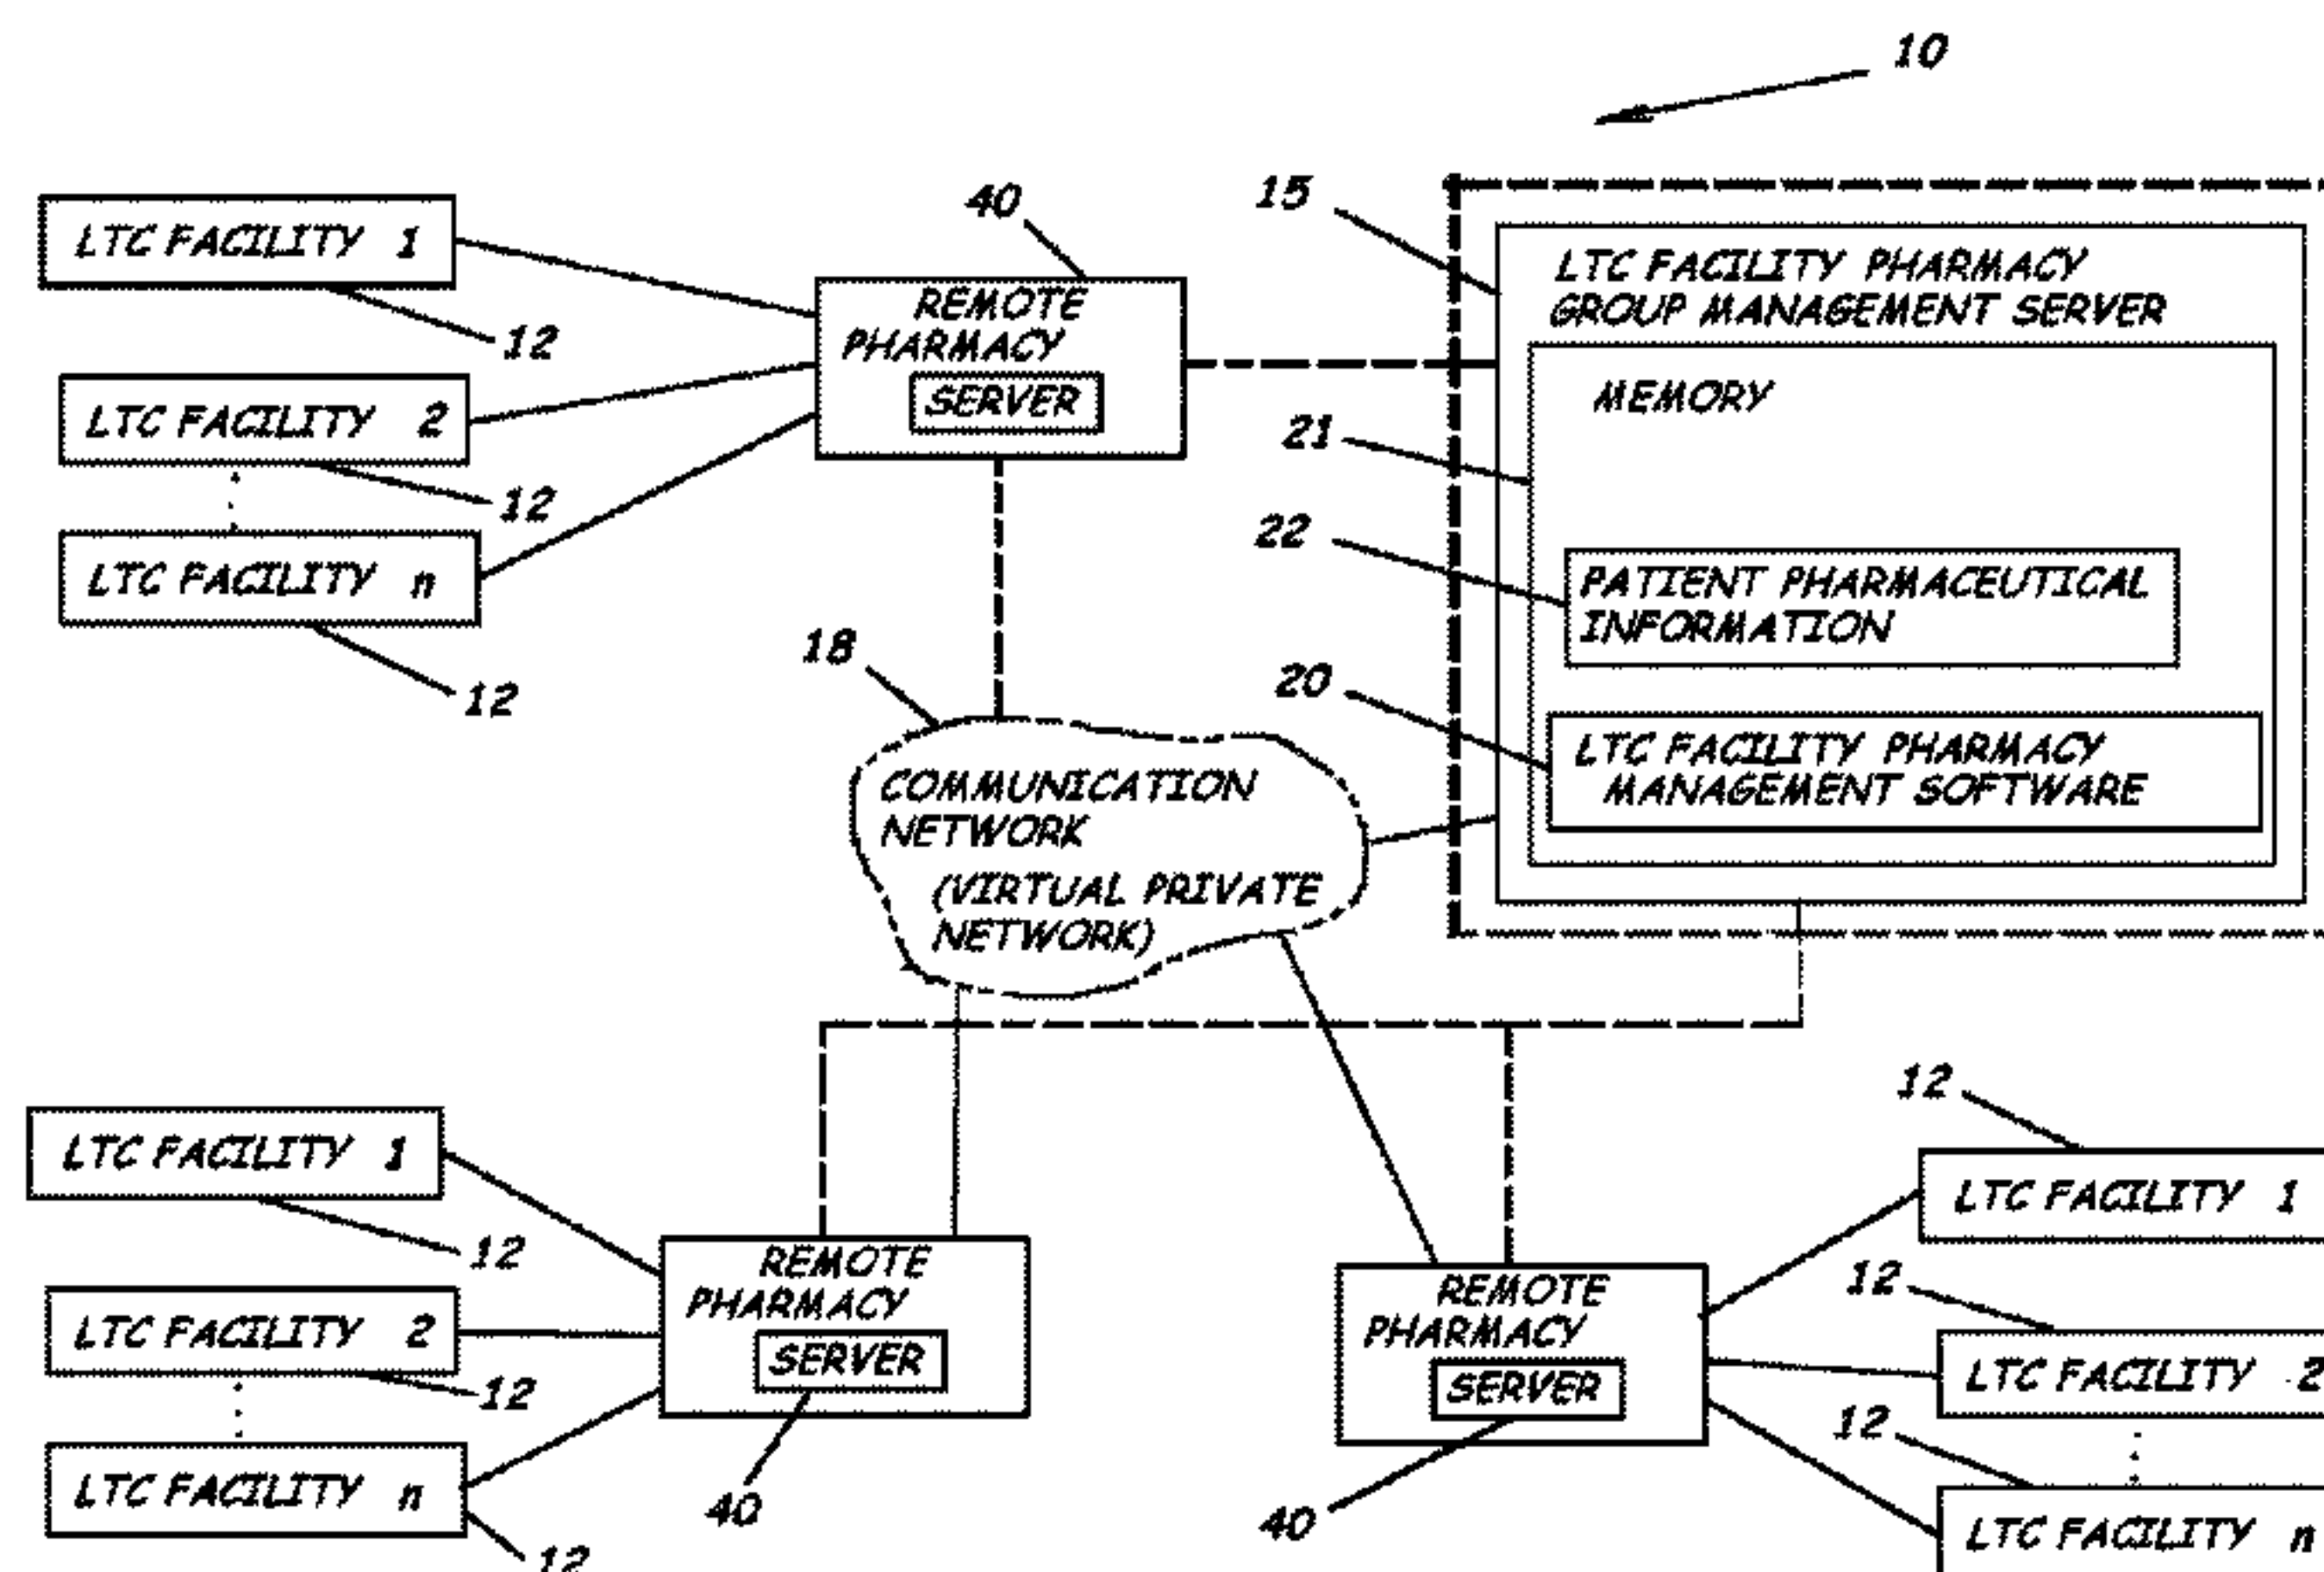 10
40
15
LTC FACILITY 1
12
LTC FACILITY 2
12
LTC FACILITY n
12
REMOTE
PHARMACY
SERVER
LTC FACILITY PHARMACY
GROUP MANAGEMENT SERVER
MEMORY
21
22
PATIENT PHARMACEUTICAL
INFORMATION
20
LTC FACILITY PHARMACY
MANAGEMENT SOFTWARE
18
COMMUNICATION
NETWORK
(VIRTUAL PRIVATE
NETWORK)
LTC FACILITY 1
12
LTC FACILITY 2
12
LTC FACILITY n
12
REMOTE
PHARMACY
SERVER
40
REMOTE
PHARMACY
SERVER
40
12
LTC FACILITY 1
12
LTC FACILITY 2
12
LTC FACILITY n